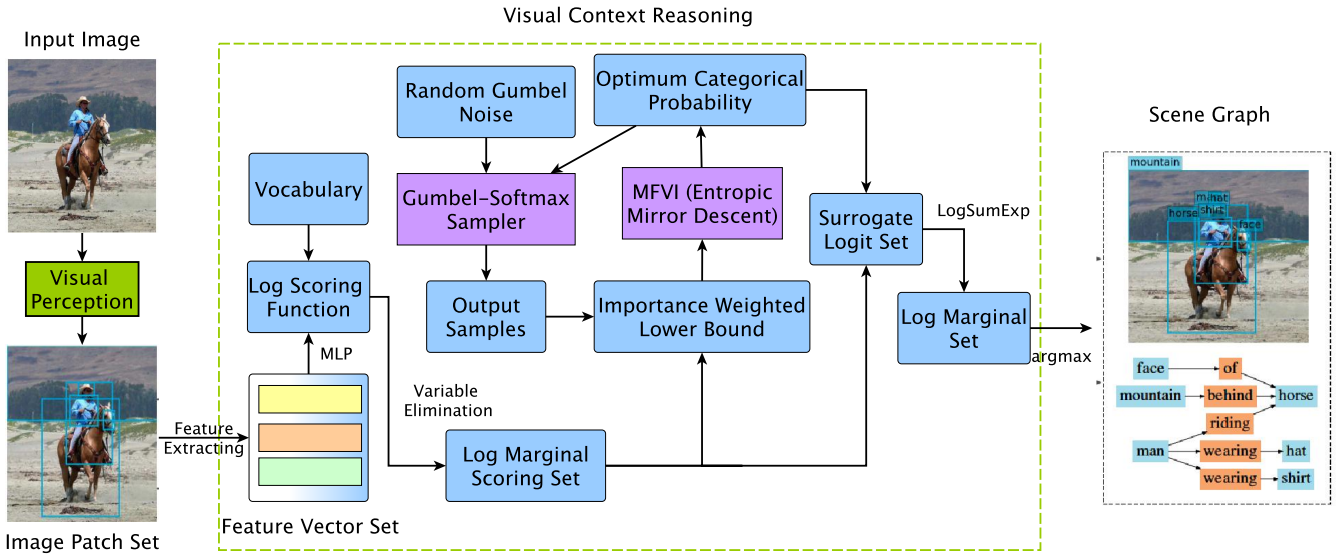 Visual Context Reasoning
Input Image
Visual
Perception
Image Patch Set
Feature
Extracting
Feature Vector Set
Vocabulary
Log Scoring
Function
MLP
Variable
Elimination
Log Marginal
Scoring Set
Random Gumbel
Noise
Gumbel-Softmax
Sampler
Output
Samples
Optimum Categorical
Probability
MFVI (Entropic
Mirror Descent)
Importance Weighted
Lower Bound
Surrogate
Logit Set
LogSumExp
Log Marginal
Set
argmax
Scene Graph
mountain
hat
shirt
horse
face
face of
mountain behind horse
riding
man wearing hat
wearing shirt